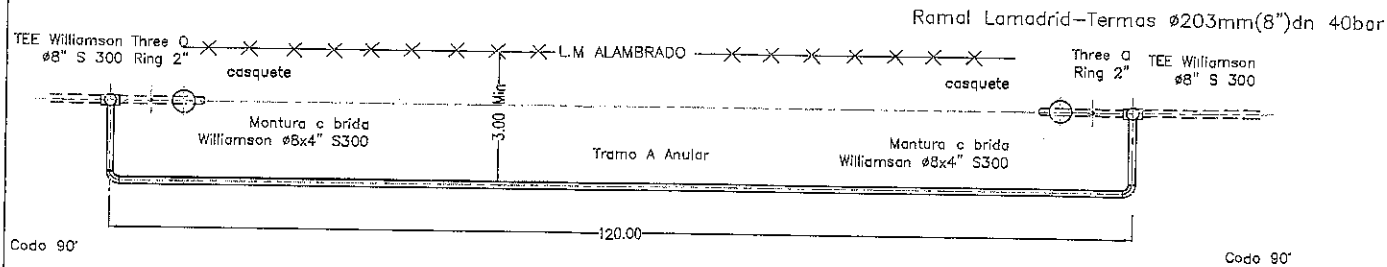 Ramal Lamadrid-Termas ø203mm(8")dn 40bar
TEE Williamson
ø8" S 300
Three O
Ring 2"
L.M ALAMBRADO
Three O
Ring 2"
TEE Williamson
ø8" S 300
casquete
casquete
3.00 Min
Montura c brida
Williamson ø8x4" S300
Tramo A Anular
Montura c brida
Williamson ø8x4" S300
120.00
Codo 90°
Codo 90°